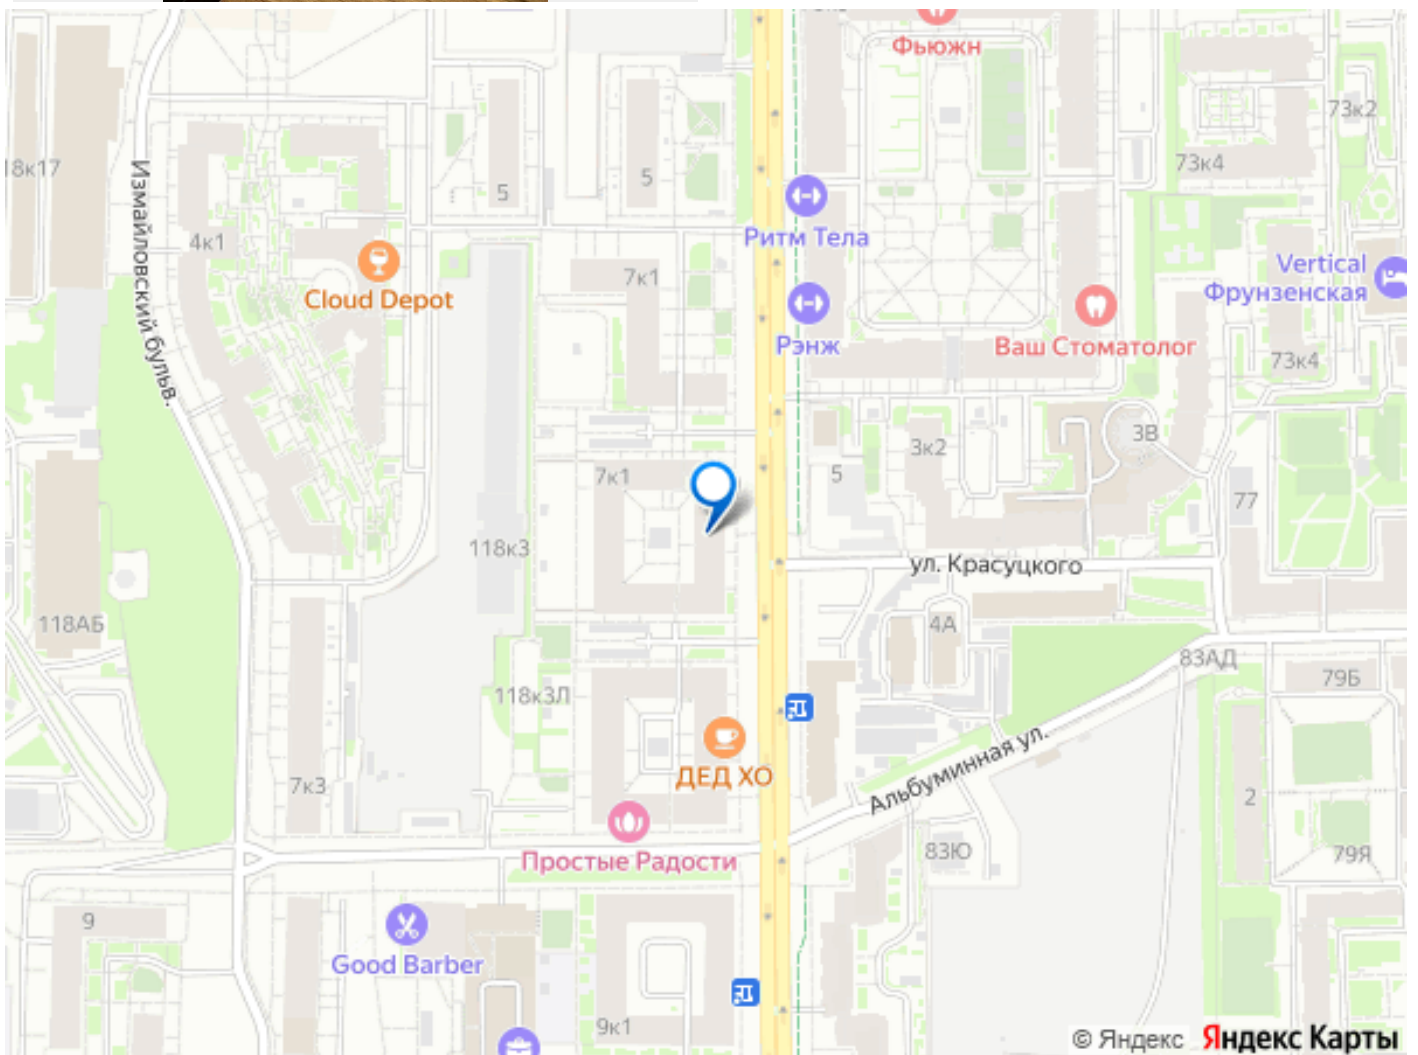 Фьюжн
73к2
18к17
73к4
5
5
Измайловский бульв.
4к1
Ритм Тела
Vertical
Фрунзенская
7к1
Cloud Depot
Рэнж
Ваш Стоматолог
73к4
3В
3к2
7к1
5
77
118к3
ул. Красуцкого
118АБ
4А
83АД
79Б
118к3Л
Альбуминная ул.
ДЕД ХО
7к3
2
Простые Радости
83Ю
79Я
9
Good Barber
9к1
© Яндекс Яндекс Карты